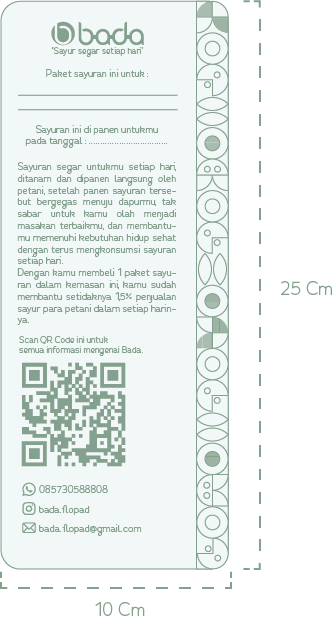 bada
"Sayur segar setiap hari"
Paket sayuran ini untuk :
Sayuran ini di panen untukmu
pada tanggal : ................................
Sayuran segar untukmu setiap hari,
ditanam dan dipanen langsung oleh
petani, setelah panen sayuran terse-
but bergegas menuju dapurmu, tak
sabar untuk kamu olah menjadi
masakan terbaikmu, dan membantu-
mu memenuhi kebutuhan hidup sehat
dengan terus mengkonsumsi sayuran
setiap hari.
Dengan kamu membeli 1 paket sayu-
ran dalam kemasan ini, kamu sudah
membantu setidaknya 1,5% penjualan
sayur para petani dalam setiap harin-
ya.
Scan QR Code ini untuk
semua informasi mengenai Bada.
085730588808
bada.flopad
bada.flopad@gmail.com
25 Cm
10 Cm